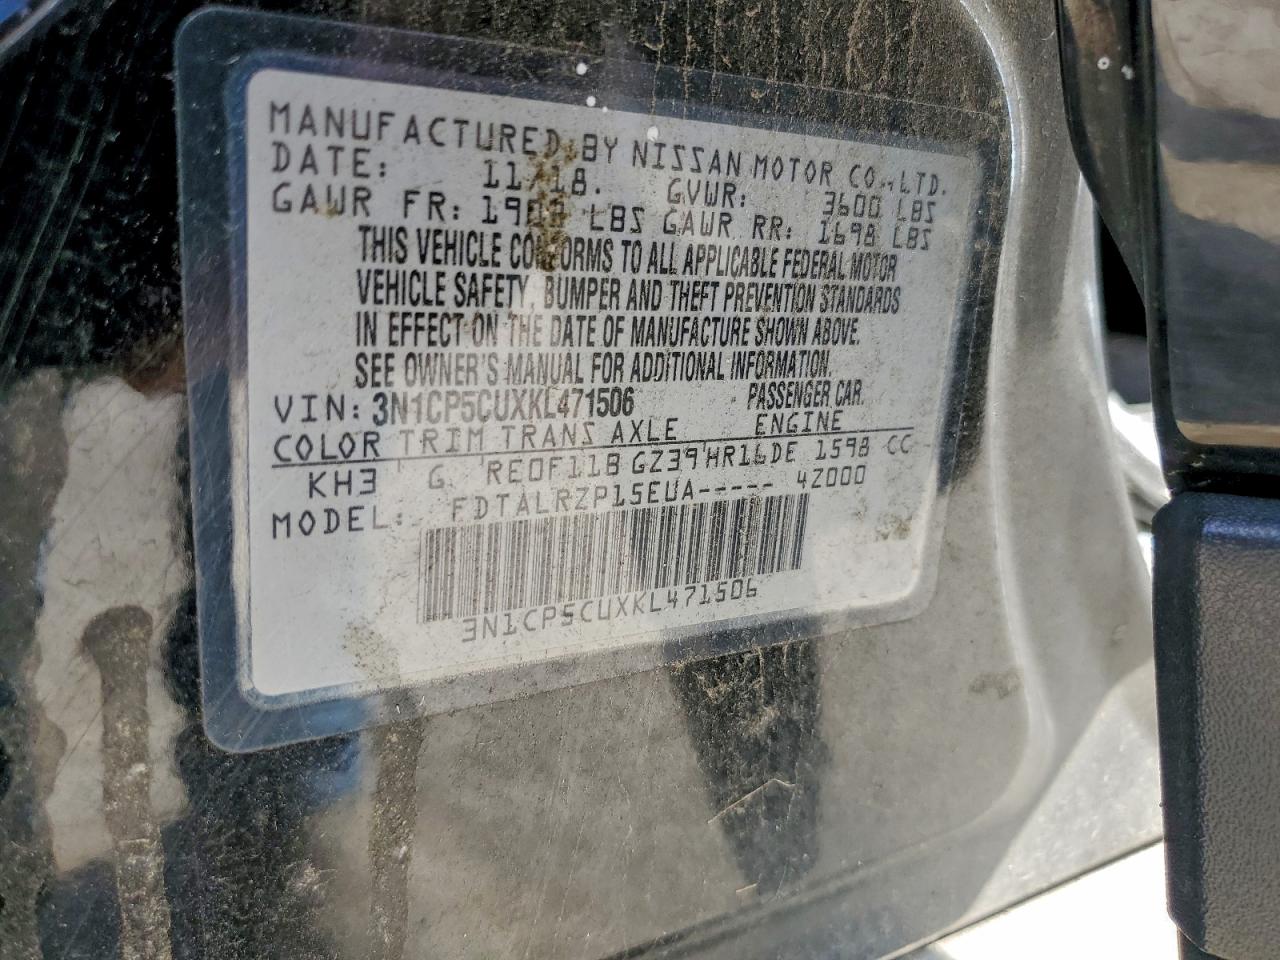 MANUFACTURED BY NISSAN MOTOR CO.,LTD.
DATE: 11/18. GVWR: 3600 LBS
GAWR FR: LBS GAWR RR: 1698 LBS
THIS VEHICLE CONFORMS TO ALL APPLICABLE FEDERAL MOTOR
VEHICLE SAFETY, BUMPER AND THEFT PREVENTION STANDARDS
IN EFFECT ON THE DATE OF MANUFACTURE SHOWN ABOVE.
SEE OWNER'S MANUAL FOR ADDITIONAL INFORMATION.
VIN: 3N1CP5CUXKL471506 PASSENGER CAR.
COLOR TRIM TRANS AXLE ENGINE
KH3 G RE0F11B GZ39 HR16DE 1598 CC
MODEL: FDTALRZP15EUA----- 42000
3N1CP5CUXKL471506